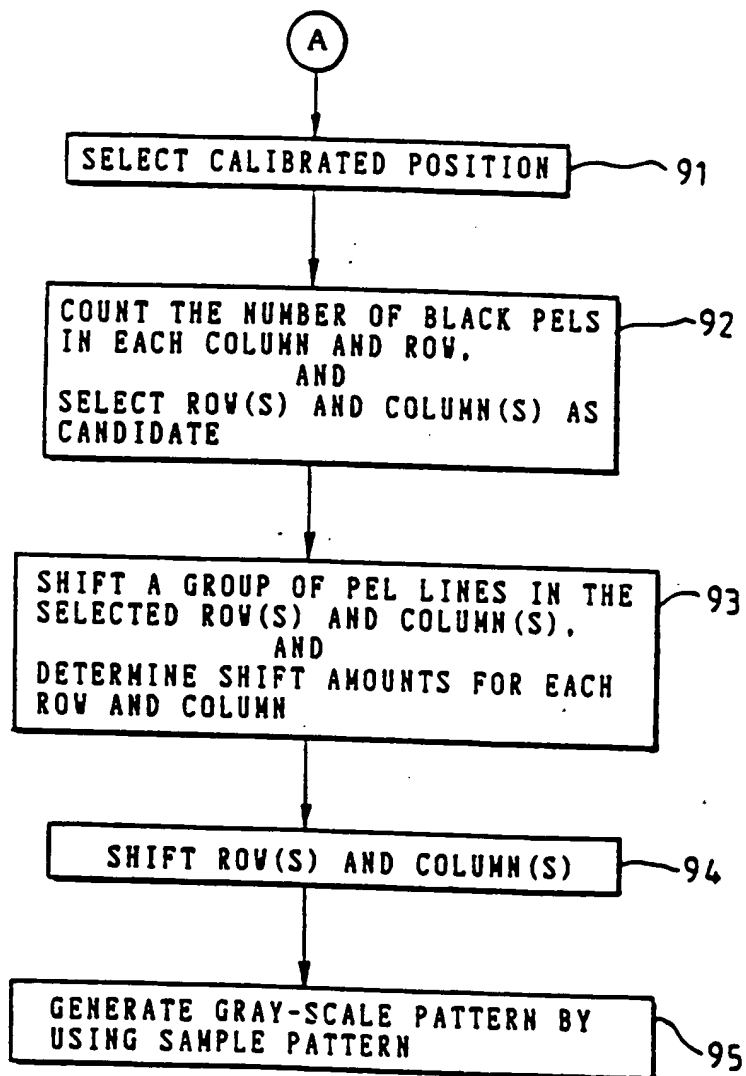 A
SELECT CALIBRATED POSITION
91
COUNT THE NUMBER OF BLACK PELS
IN EACH COLUMN AND ROW,
AND
SELECT ROW(S) AND COLUMN(S) AS
CANDIDATE
92
SHIFT A GROUP OF PEL LINES IN THE
SELECTED ROW(S) AND COLUMN(S),
AND
DETERMINE SHIFT AMOUNTS FOR EACH
ROW AND COLUMN
93
SHIFT ROW(S) AND COLUMN(S)
94
GENERATE GRAY-SCALE PATTERN BY
USING SAMPLE PATTERN
95